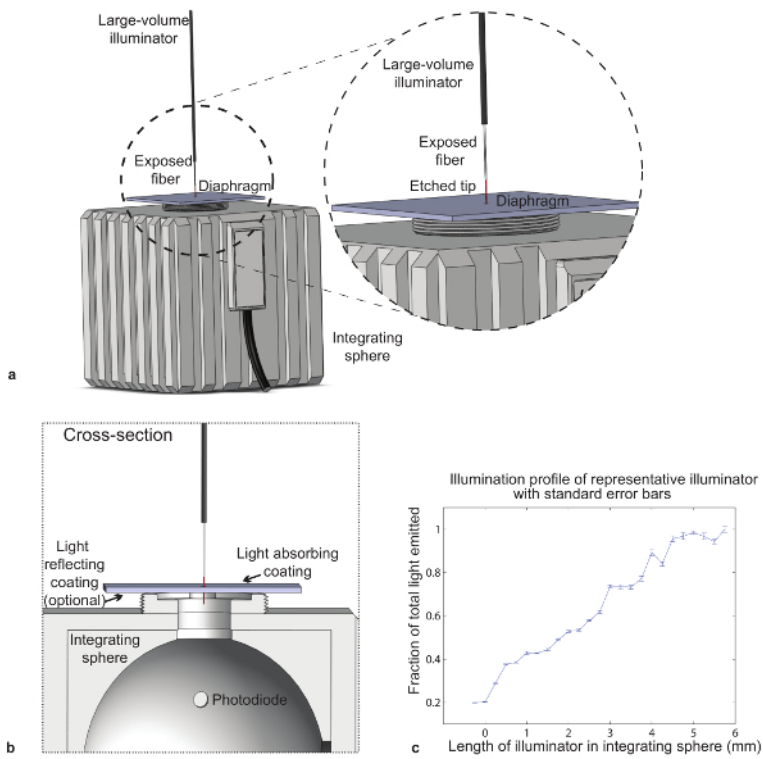 Large-volume
illuminator
Exposed
fiber
Diaphragm
Large-volume
illuminator
Exposed
fiber
Etched tip
Diaphragm
Integrating
sphere
a
Cross-section
Light
reflecting
coating
(optional)
Light absorbing
coating
Integrating
sphere
Photodiode
b
Illumination profile of representative illuminator
with standard error bars
Fraction of total light emitted
1
0.8
0.6
0.4
0.2
0 1 2 3 4 5 6
Length of illuminator in integrating sphere (mm)
c